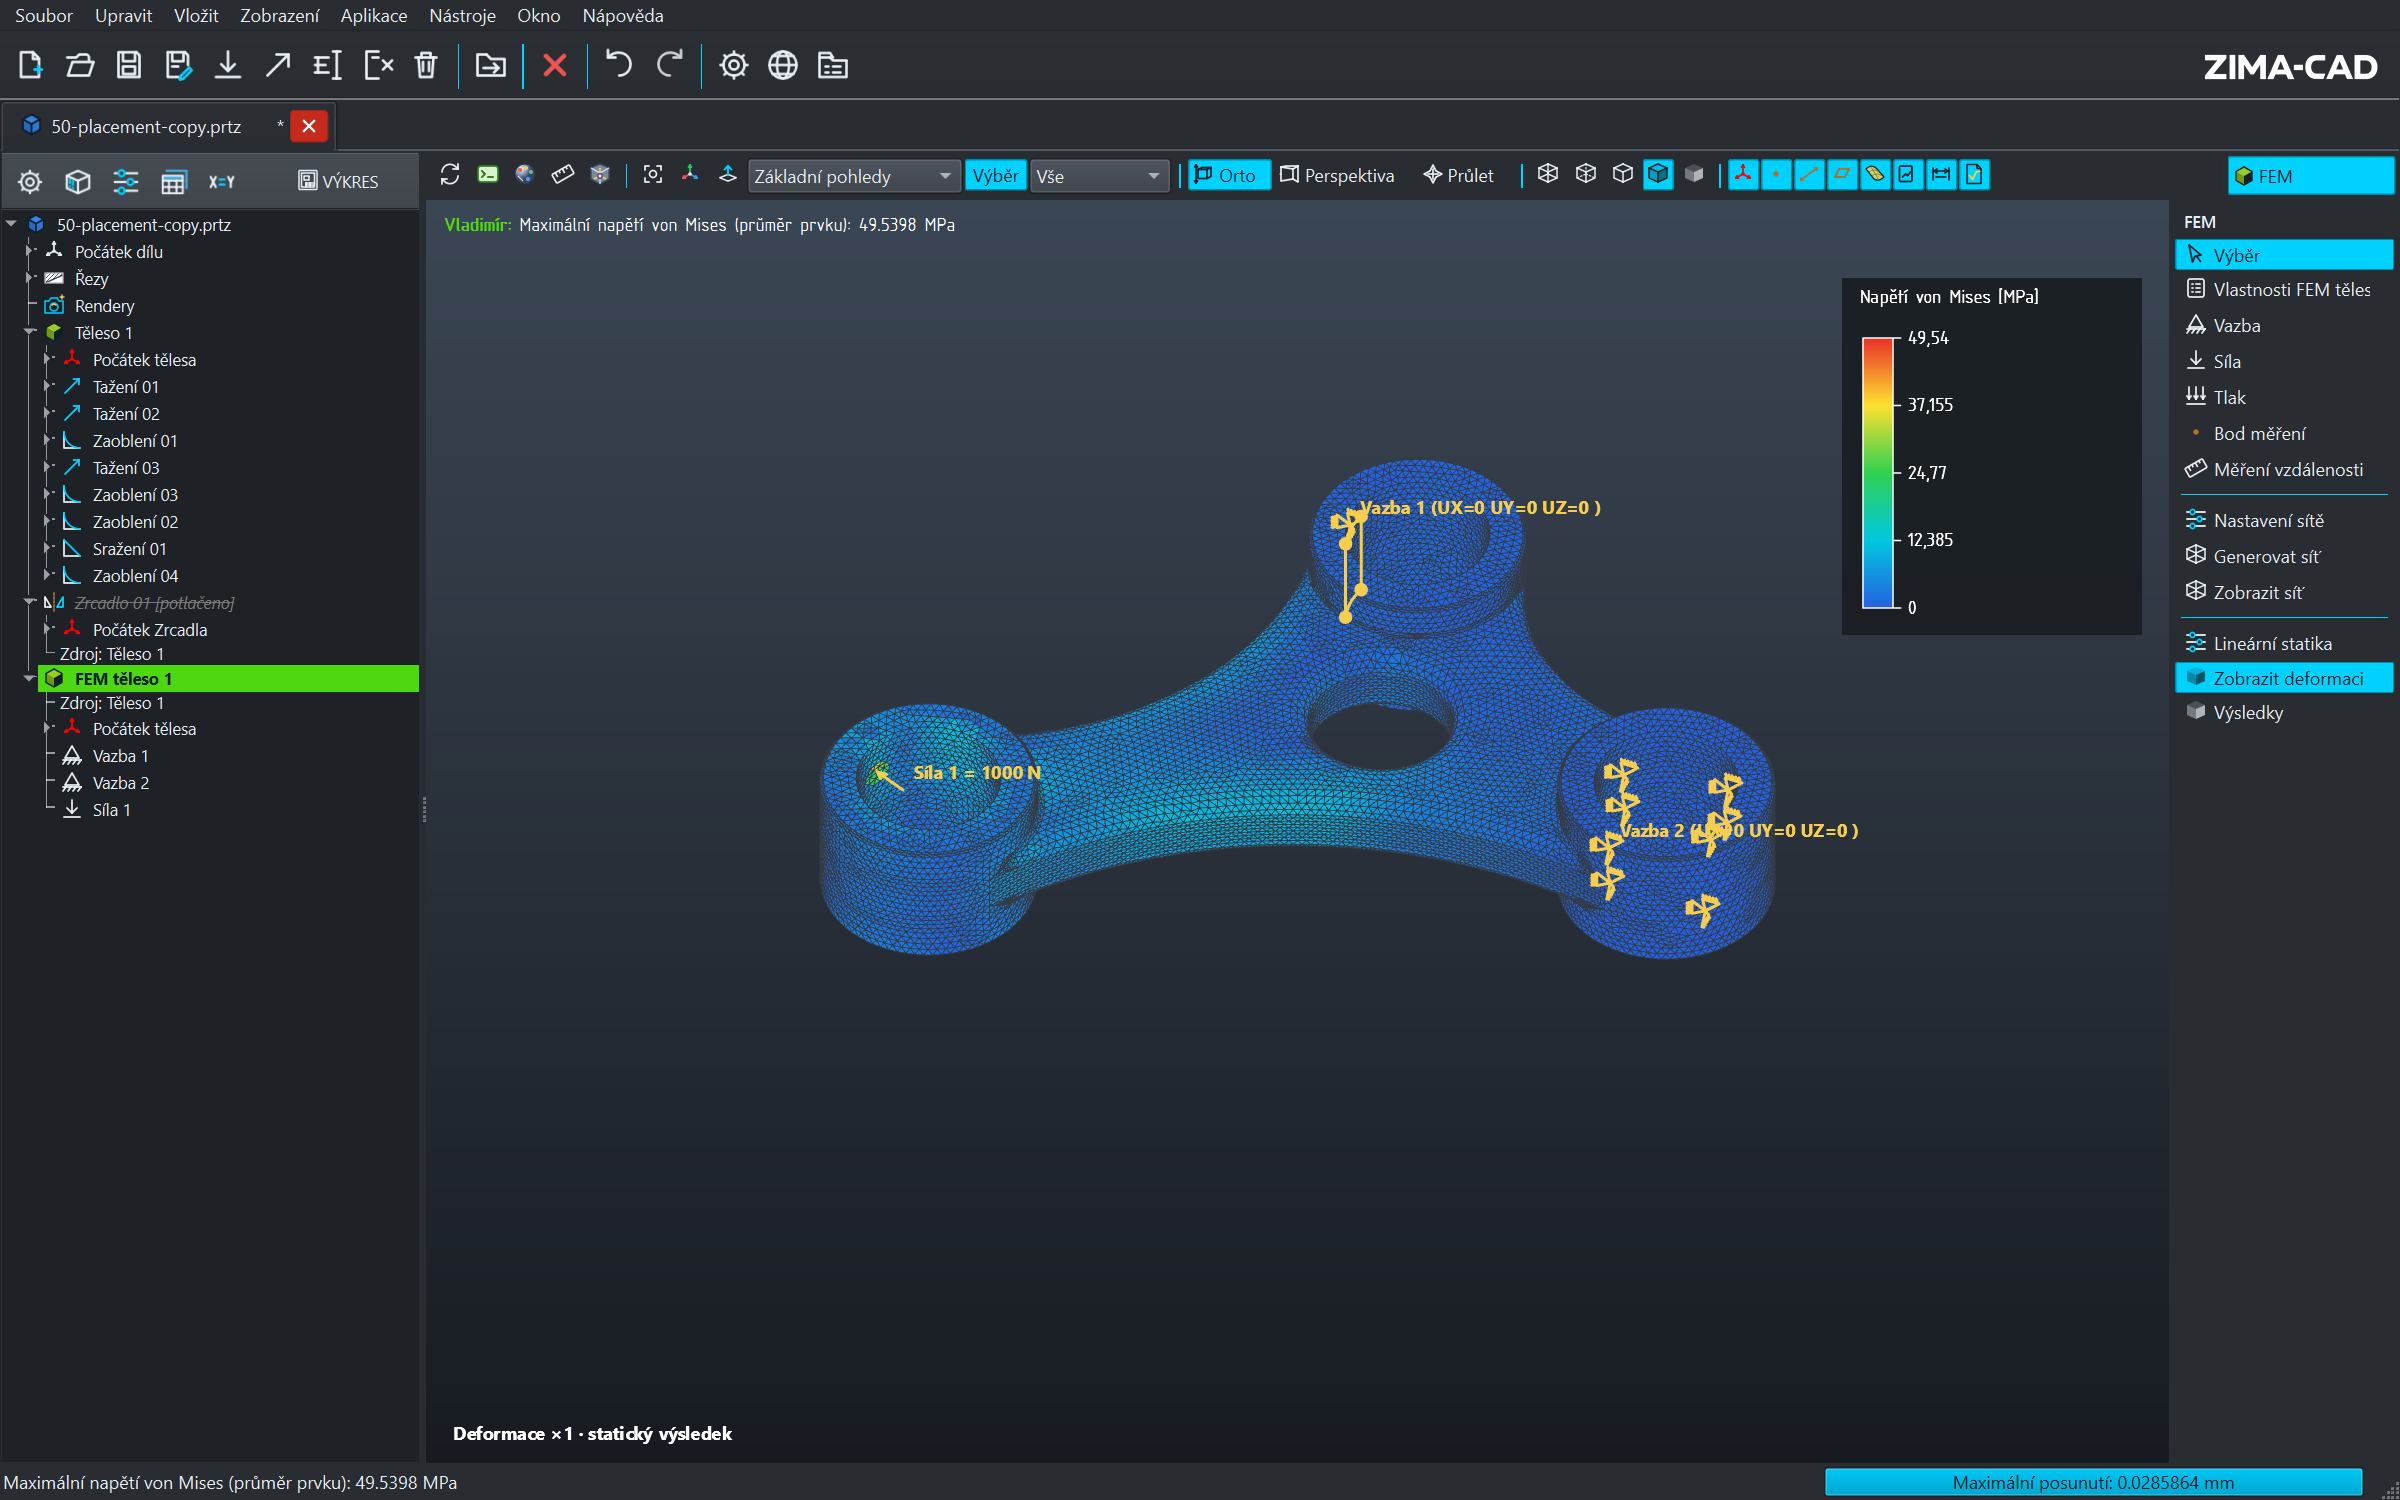 Soubor Upravit Vložit Zobrazení Aplikace Nástroje Okno Nápověda
ZIMA-CAD
50-placement-copy.prtz *
X=Y VÝKRES
Základní pohledy Výběr Vše Orto Perspektiva Průlet FEM
50-placement-copy.prtz
Počátek dílu
Řezy
Rendery
Těleso 1
Počátek tělesa
Tažení 01
Tažení 02
Zaoblení 01
Tažení 03
Zaoblení 03
Zaoblení 02
Sražení 01
Zaoblení 04
Zrcadlo 01 [potlačeno]
Počátek Zrcadla
Zdroj: Těleso 1
FEM těleso 1
Zdroj: Těleso 1
Počátek tělesa
Vazba 1
Vazba 2
Síla 1
Vladimír: Maximální napětí von Mises (průměr prvku): 49.5398 MPa
Napětí von Mises [MPa]
49,54
37,155
24,77
12,385
0
Vazba 1 (UX=0 UY=0 UZ=0 )
Síla 1 = 1000 N
Vazba 2 UY=0 UZ=0 )
Deformace ×1 · statický výsledek
FEM
Výběr
Vlastnosti FEM těles
Vazba
Síla
Tlak
Bod měření
Měření vzdálenosti
Nastavení sítě
Generovat síť
Zobrazit síť
Lineární statika
Zobrazit deformaci
Výsledky
Maximální napětí von Mises (průměr prvku): 49.5398 MPa
Maximální posunutí: 0.0285864 mm